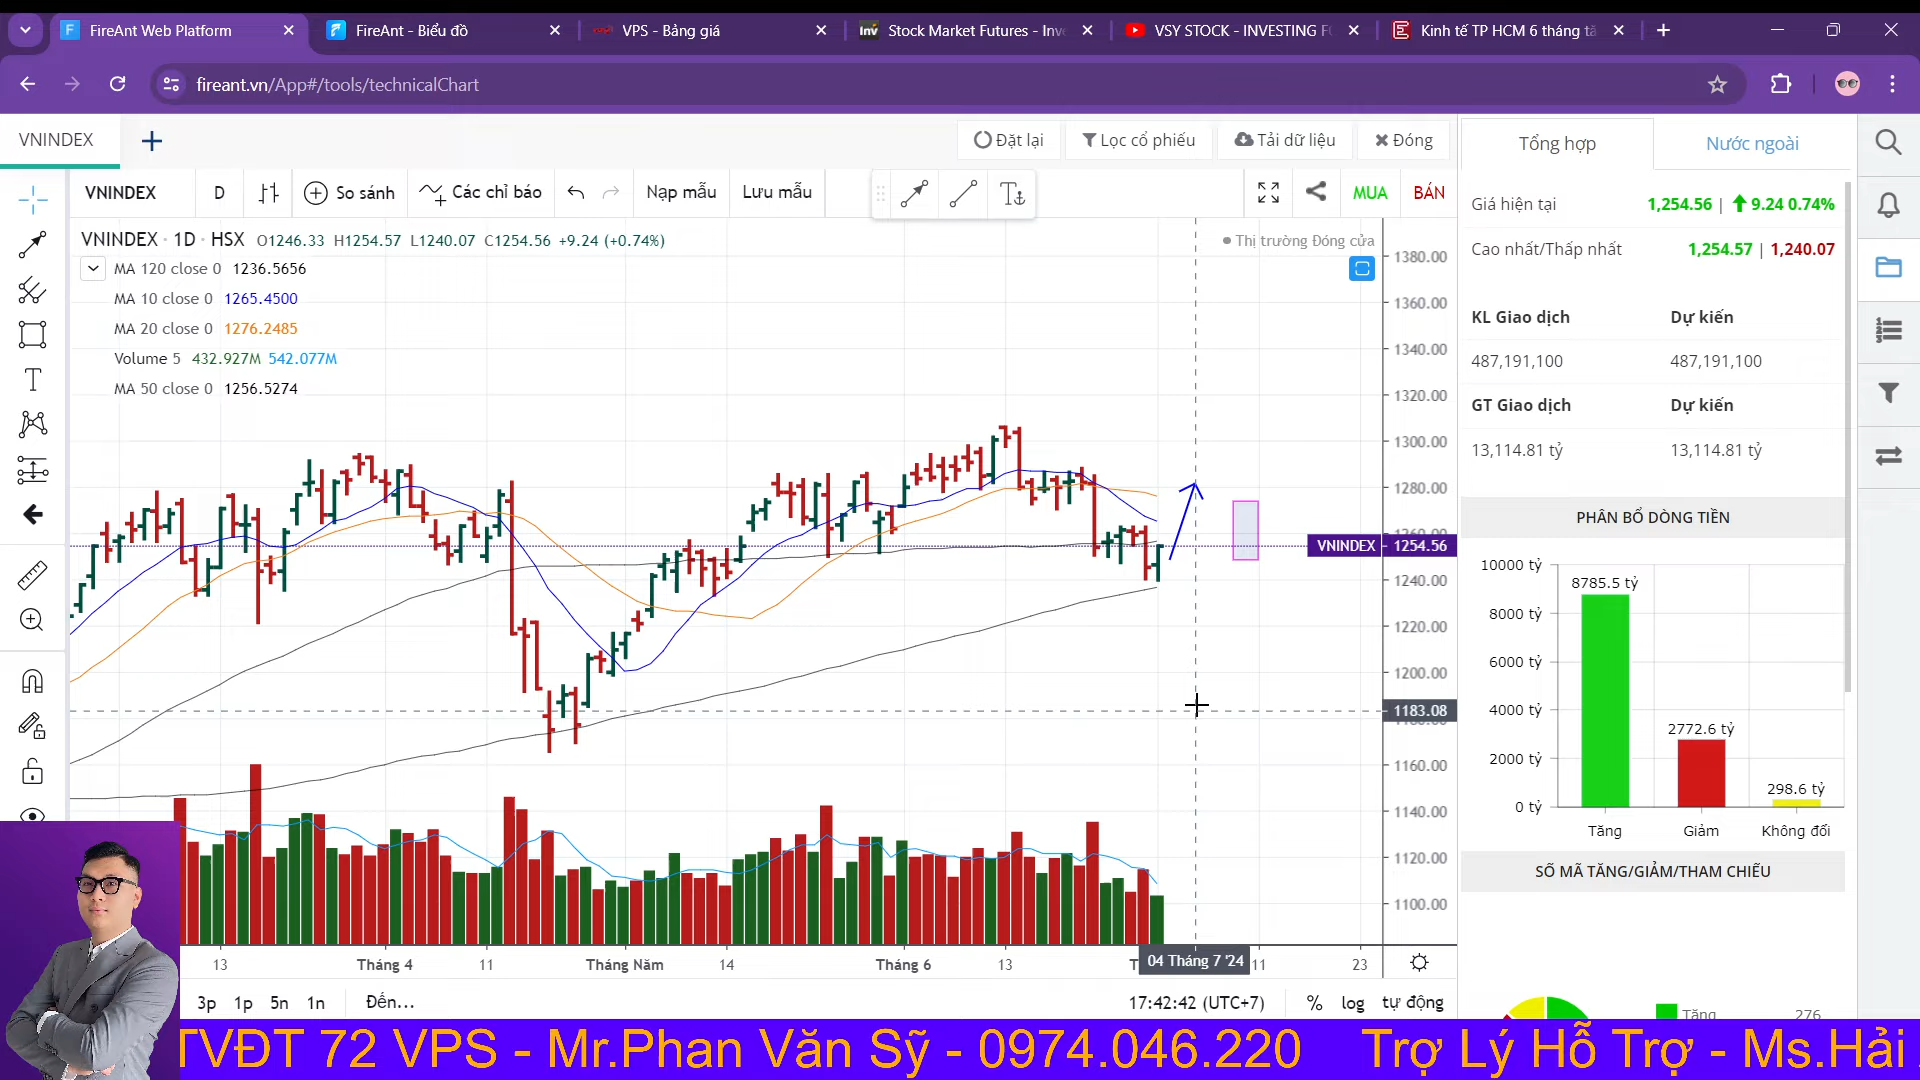 FireAnt Web Platform
FireAnt - Biểu đồ
VPS - Bảng giá
Stock Market Futures - Inve
VSY STOCK - INVESTING F
Kinh tế TP HCM 6 tháng tă
fireant.vn/App#/tools/technicalChart
VNINDEX
Đặt lại
Lọc cổ phiếu
Tải dữ liệu
Đóng
Tổng hợp
Nước ngoài
VNINDEX
D
So sánh
Các chỉ báo
Nạp mẫu
Lưu mẫu
MUA
BÁN
Giá hiện tại
1,254.56 | 9.24 0.74%
VNINDEX · 1D · HSX O1246.33 H1254.57 L1240.07 C1254.56 +9.24 (+0.74%)
Thị trường Đóng cửa
Cao nhất/Thấp nhất
1,254.57 | 1,240.07
MA 120 close 0 1236.5656
MA 10 close 0 1265.4500
MA 20 close 0 1276.2485
Volume 5 432.927M 542.077M
MA 50 close 0 1256.5274
1380.00
1360.00
1340.00
1320.00
1300.00
1280.00
VNINDEX
1254.56
1240.00
1220.00
1200.00
1183.08
1160.00
1140.00
1120.00
1100.00
KL Giao dịch
Dự kiến
487,191,100
487,191,100
GT Giao dịch
Dự kiến
13,114.81 tỷ
13,114.81 tỷ
PHÂN BỔ DÒNG TIỀN
10000 tỷ
8000 tỷ
6000 tỷ
4000 tỷ
2000 tỷ
0 tỷ
8785.5 tỷ
2772.6 tỷ
298.6 tỷ
Tăng
Giảm
Không đổi
SỐ MÃ TĂNG/GIẢM/THAM CHIẾU
Tăng
276
13
Tháng 4
11
Tháng Năm
14
Tháng 6
13
04 Tháng 7 '24
11
23
3p
1p
5n
1n
Đến...
17:42:42 (UTC+7)
%
log
tự động
TVĐT 72 VPS - Mr.Phan Văn Sỹ - 0974.046.220
Trợ Lý Hỗ Trợ - Ms.Hải